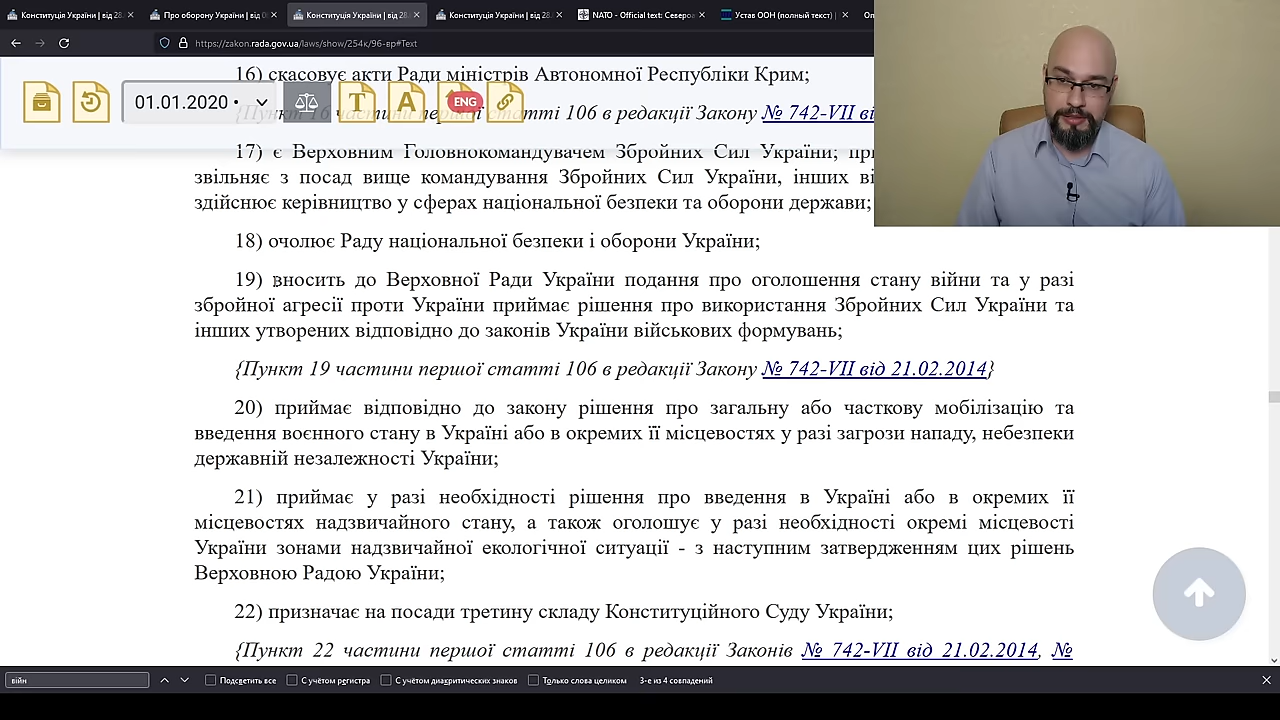 Конституція України | від 28.
Про оборону України | від 0
Конституція України | від 28.
Конституція України | від 28.
NATO - Official text: Северо
Устав ООН (полный текст) |
Оп
https://zakon.rada.gov.ua/laws/show/254к/96-вр#Text
16) скасовує акти Ради міністрів Автономної Республіки Крим;
01.01.2020 •
T
A
ENG
{Пункт 16 частини першої статті 106 в редакції Закону № 742-VII ві
17) є Верховним Головнокомандувачем Збройних Сил України; при
звільняє з посад вище командування Збройних Сил України, інших ві
здійснює керівництво у сферах національної безпеки та оборони держави;
18) очолює Раду національної безпеки і оборони України;
19) вносить до Верховної Ради України подання про оголошення стану війни та у разі
збройної агресії проти України приймає рішення про використання Збройних Сил України та
інших утворених відповідно до законів України військових формувань;
{Пункт 19 частини першої статті 106 в редакції Закону № 742-VII від 21.02.2014}
20) приймає відповідно до закону рішення про загальну або часткову мобілізацію та
введення воєнного стану в Україні або в окремих її місцевостях у разі загрози нападу, небезпеки
державній незалежності України;
21) приймає у разі необхідності рішення про введення в Україні або в окремих її
місцевостях надзвичайного стану, а також оголошує у разі необхідності окремі місцевості
України зонами надзвичайної екологічної ситуації - з наступним затвердженням цих рішень
Верховною Радою України;
22) призначає на посади третину складу Конституційного Суду України;
{Пункт 22 частини першої статті 106 в редакції Законів № 742-VII від 21.02.2014, №
війн
Подсветить все
С учётом регистра
С учётом диакритических знаков
Только слова целиком
3-е из 4 совпадений